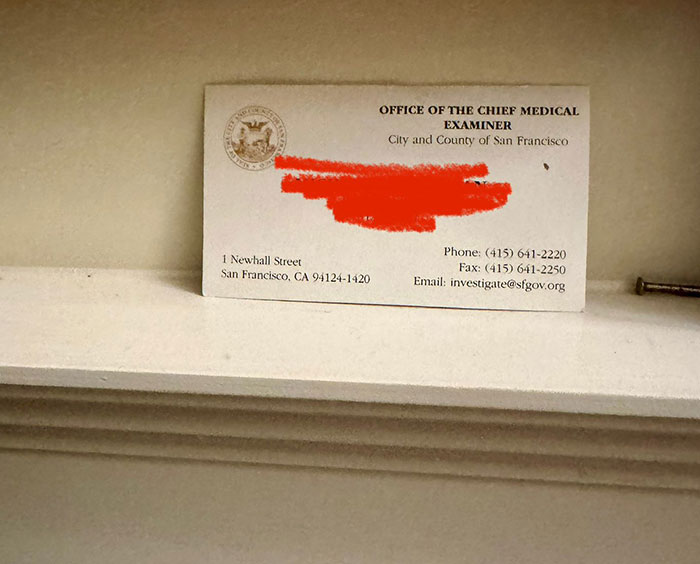 OFFICE OF THE CHIEF MEDICAL
EXAMINER
City and County of San Francisco
1 Newhall Street
San Francisco, CA 94124-1420
Phone: (415) 641-2220
Fax: (415) 641-2250
Email: investigate@sfgov.org